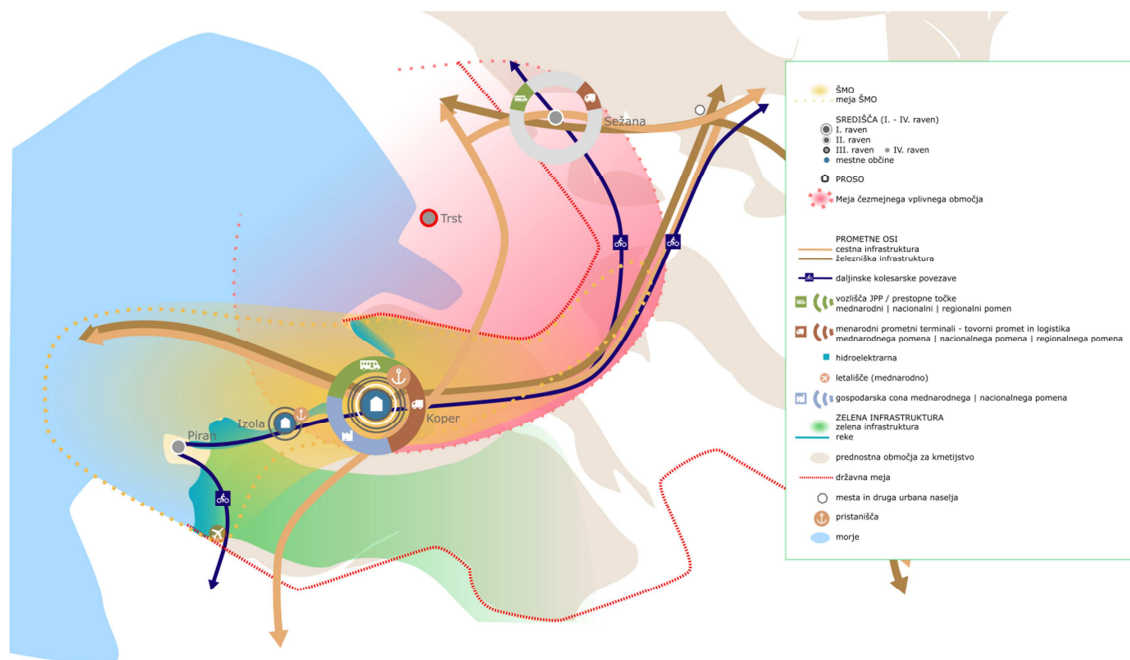 Sežana
Trst
Koper
Izola
Piran
ŠMO
meja ŠMO
SREDIŠČA (I. - IV. raven)
I. raven
II. raven
III. raven IV. raven
mestne občine
PROSO
Meja čezmejnega vplivnega območja
PROMETNE OSI
cestna infrastruktura
železniška infrastruktura
daljinske kolesarske povezave
vozlišča JPP / prestopne točke
mednarodni | nacionalni | regionalni pomen
menarodni prometni terminali - tovorni promet in logistika
mednarodnega pomena | nacionalnega pomena | regionalnega pomena
hidroelektrarna
letališče (mednarodno)
gospodarska cona mednarodnega | nacionalnega pomena
ZELENA INFRASTRUKTURA
zelena infrastruktura
reke
prednostna območja za kmetijstvo
državna meja
mesta in druga urbana naselja
pristanišča
morje